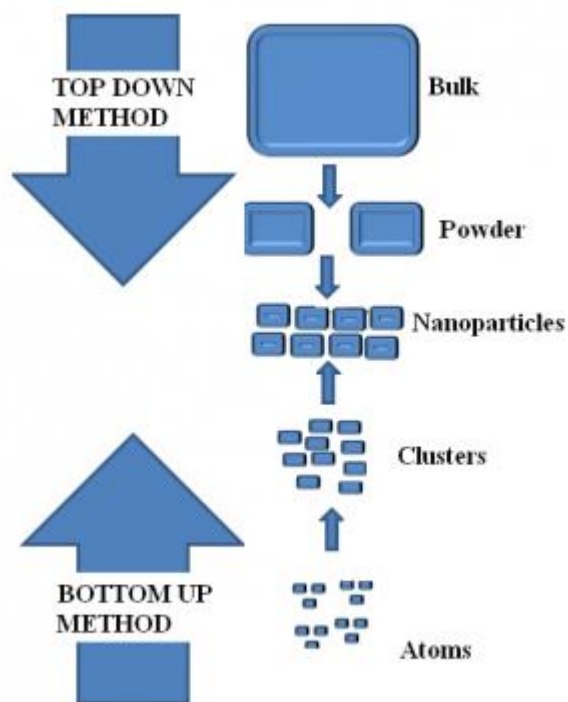 TOP DOWN
METHOD
Bulk
Powder
Nanoparticles
Clusters
BOTTOM UP
METHOD
Atoms